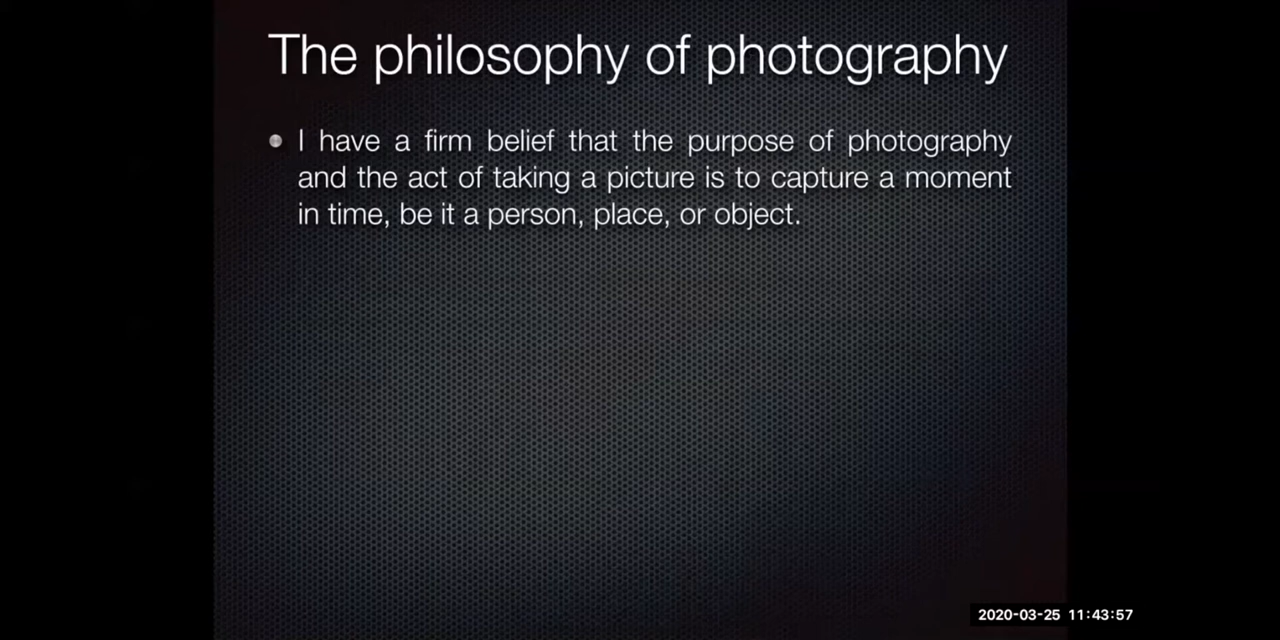 The philosophy of photography
I have a firm belief that the purpose of photography
and the act of taking a picture is to capture a moment
in time, be it a person, place, or object.
2020-03-25 11:43:57